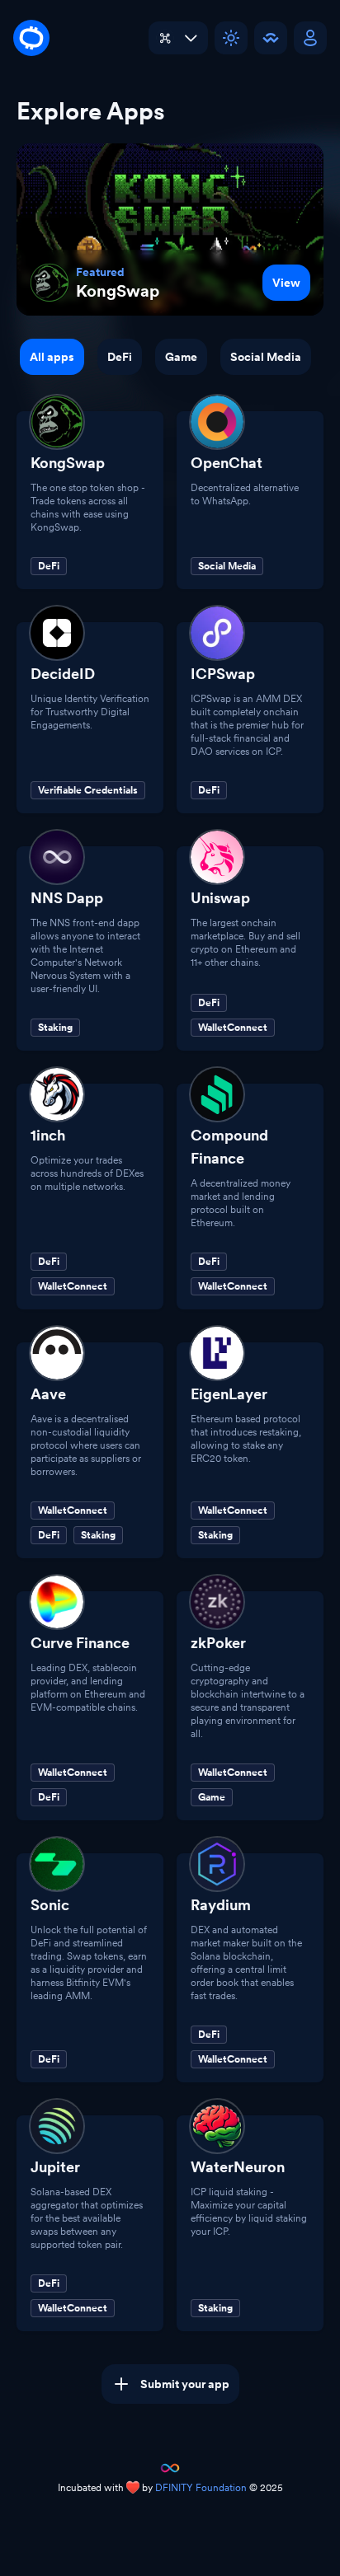 Explore Apps
KONG
SWAP
Featured
KongSwap
View
All apps
DeFi
Game
Social Media
KongSwap
The one stop token shop -
Trade tokens across all
chains with ease using
KongSwap.
DeFi
OpenChat
Decentralized alternative
to WhatsApp.
Social Media
DecideID
Unique Identity Verification
for Trustworthy Digital
Engagements.
Verifiable Credentials
ICPSwap
ICPSwap is an AMM DEX
built completely onchain
that is the premier hub for
full-stack financial and
DAO services on ICP.
DeFi
NNS Dapp
The NNS front-end dapp
allows anyone to interact
with the Internet
Computer's Network
Nervous System with a
user-friendly UI.
Staking
Uniswap
The largest onchain
marketplace. Buy and sell
crypto on Ethereum and
11+ other chains.
DeFi
WalletConnect
1inch
Optimize your trades
across hundreds of DEXes
on multiple networks.
DeFi
WalletConnect
Compound
Finance
A decentralized money
market and lending
protocol built on
Ethereum.
DeFi
WalletConnect
Aave
Aave is a decentralised
non-custodial liquidity
protocol where users can
participate as suppliers or
borrowers.
WalletConnect
DeFi
Staking
EigenLayer
Ethereum based protocol
that introduces restaking,
allowing to stake any
ERC20 token.
WalletConnect
Staking
Curve Finance
Leading DEX, stablecoin
provider, and lending
platform on Ethereum and
EVM-compatible chains.
WalletConnect
DeFi
zk
zkPoker
Cutting-edge
cryptography and
blockchain intertwine to a
secure and transparent
playing environment for
all.
WalletConnect
Game
Sonic
Unlock the full potential of
DeFi and streamlined
trading. Swap tokens, earn
as a liquidity provider and
harness Bitfinity EVM's
leading AMM.
DeFi
Raydium
DEX and automated
market maker built on the
Solana blockchain,
offering a central limit
order book that enables
fast trades.
DeFi
WalletConnect
Jupiter
Solana-based DEX
aggregator that optimizes
for the best available
swaps between any
supported token pair.
DeFi
WalletConnect
WaterNeuron
ICP liquid staking -
Maximize your capital
efficiency by liquid staking
your ICP.
Staking
Submit your app
Incubated with ❤️ by DFINITY Foundation © 2025